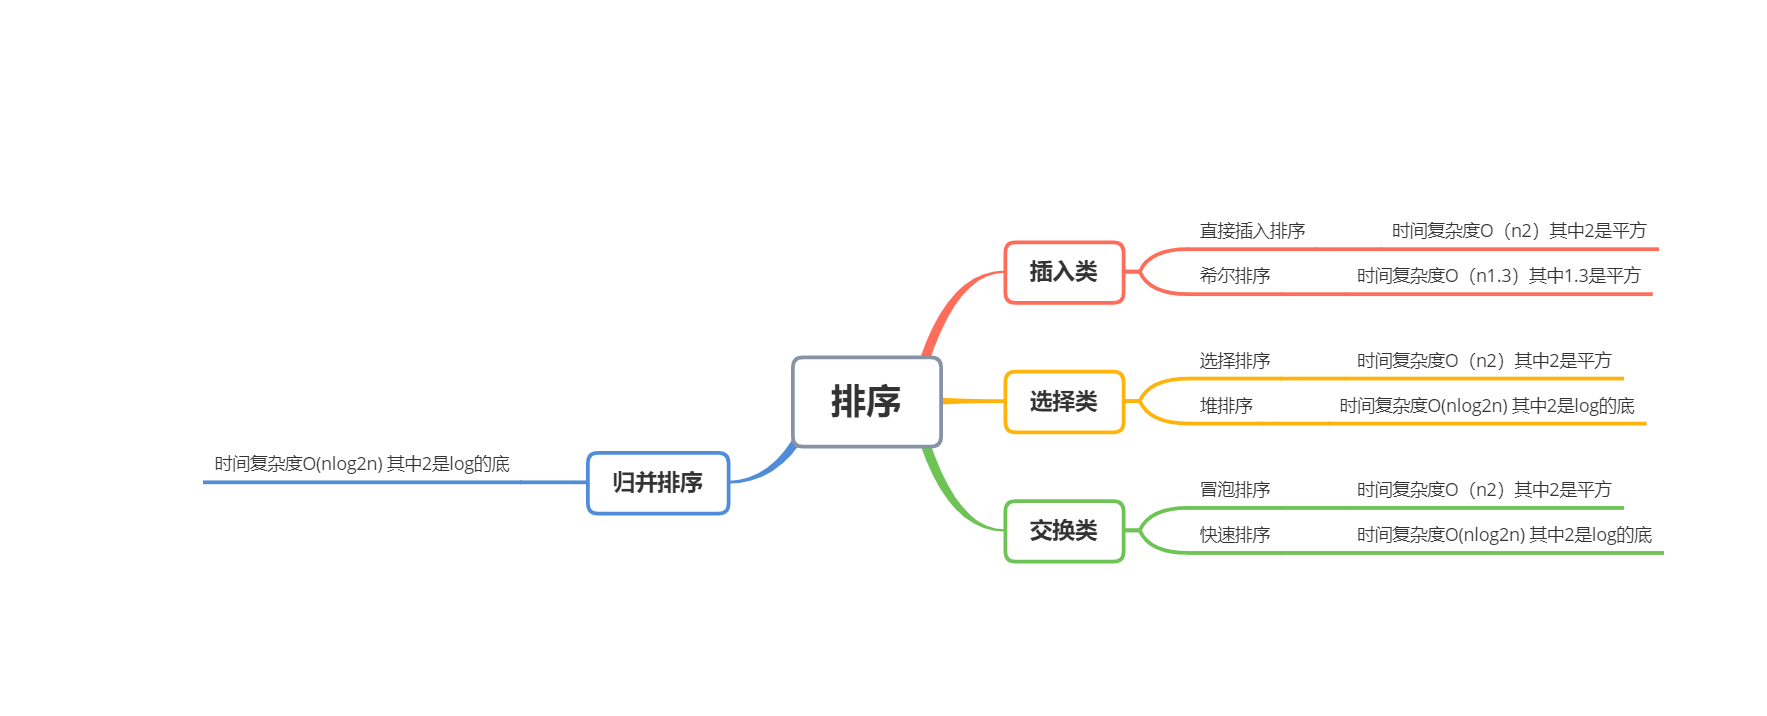 排序
插入类
直接插入排序
时间复杂度O（n2）其中2是平方
希尔排序
时间复杂度O（n1.3）其中1.3是平方
选择类
选择排序
时间复杂度O（n2）其中2是平方
堆排序
时间复杂度O(nlog2n) 其中2是log的底
交换类
冒泡排序
时间复杂度O（n2）其中2是平方
快速排序
时间复杂度O(nlog2n) 其中2是log的底
归并排序
时间复杂度O(nlog2n) 其中2是log的底